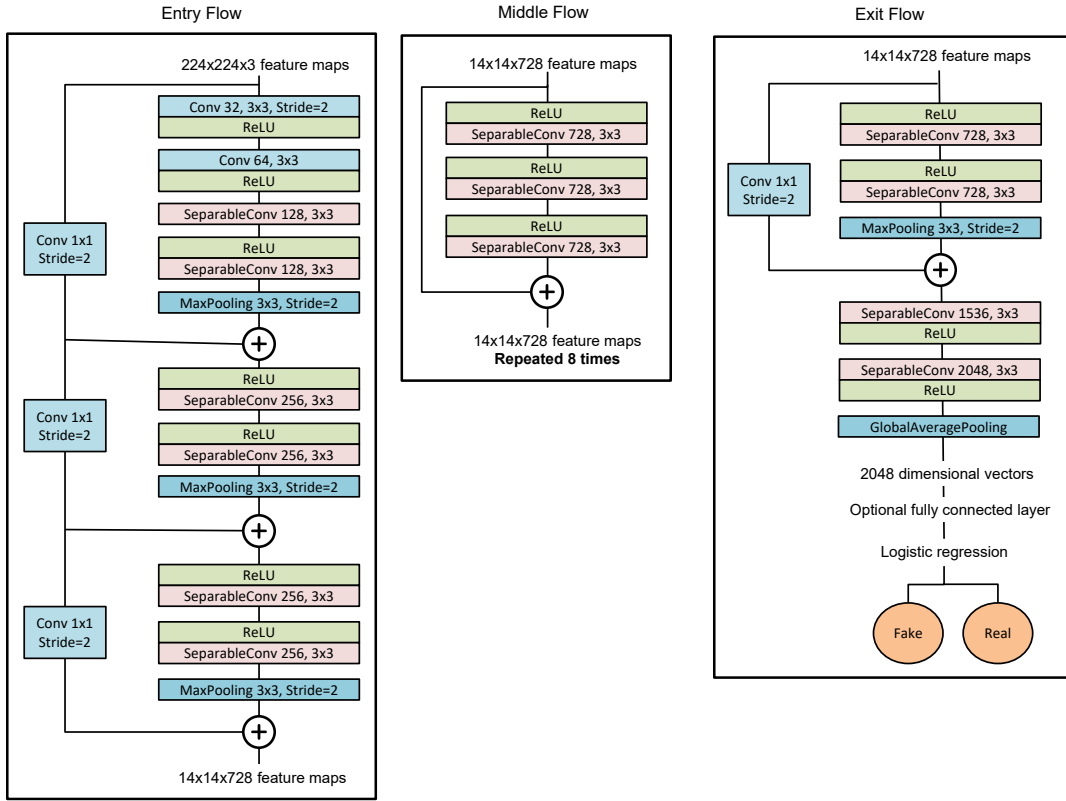 Entry Flow
224x224x3 feature maps
Conv 32, 3x3, Stride=2
ReLU
Conv 64, 3x3
ReLU
SeparableConv 128, 3x3
Conv 1x1
Stride=2
ReLU
SeparableConv 128, 3x3
MaxPooling 3x3, Stride=2
+
ReLU
SeparableConv 256, 3x3
Conv 1x1
Stride=2
ReLU
SeparableConv 256, 3x3
MaxPooling 3x3, Stride=2
+
ReLU
SeparableConv 256, 3x3
Conv 1x1
Stride=2
ReLU
SeparableConv 256, 3x3
MaxPooling 3x3, Stride=2
+
14x14x728 feature maps
Middle Flow
14x14x728 feature maps
ReLU
SeparableConv 728, 3x3
ReLU
SeparableConv 728, 3x3
ReLU
SeparableConv 728, 3x3
+
14x14x728 feature maps
Repeated 8 times
Exit Flow
14x14x728 feature maps
ReLU
SeparableConv 728, 3x3
Conv 1x1
Stride=2
ReLU
SeparableConv 728, 3x3
MaxPooling 3x3, Stride=2
+
SeparableConv 1536, 3x3
ReLU
SeparableConv 2048, 3x3
ReLU
GlobalAveragePooling
2048 dimensional vectors
Optional fully connected layer
Logistic regression
Fake
Real